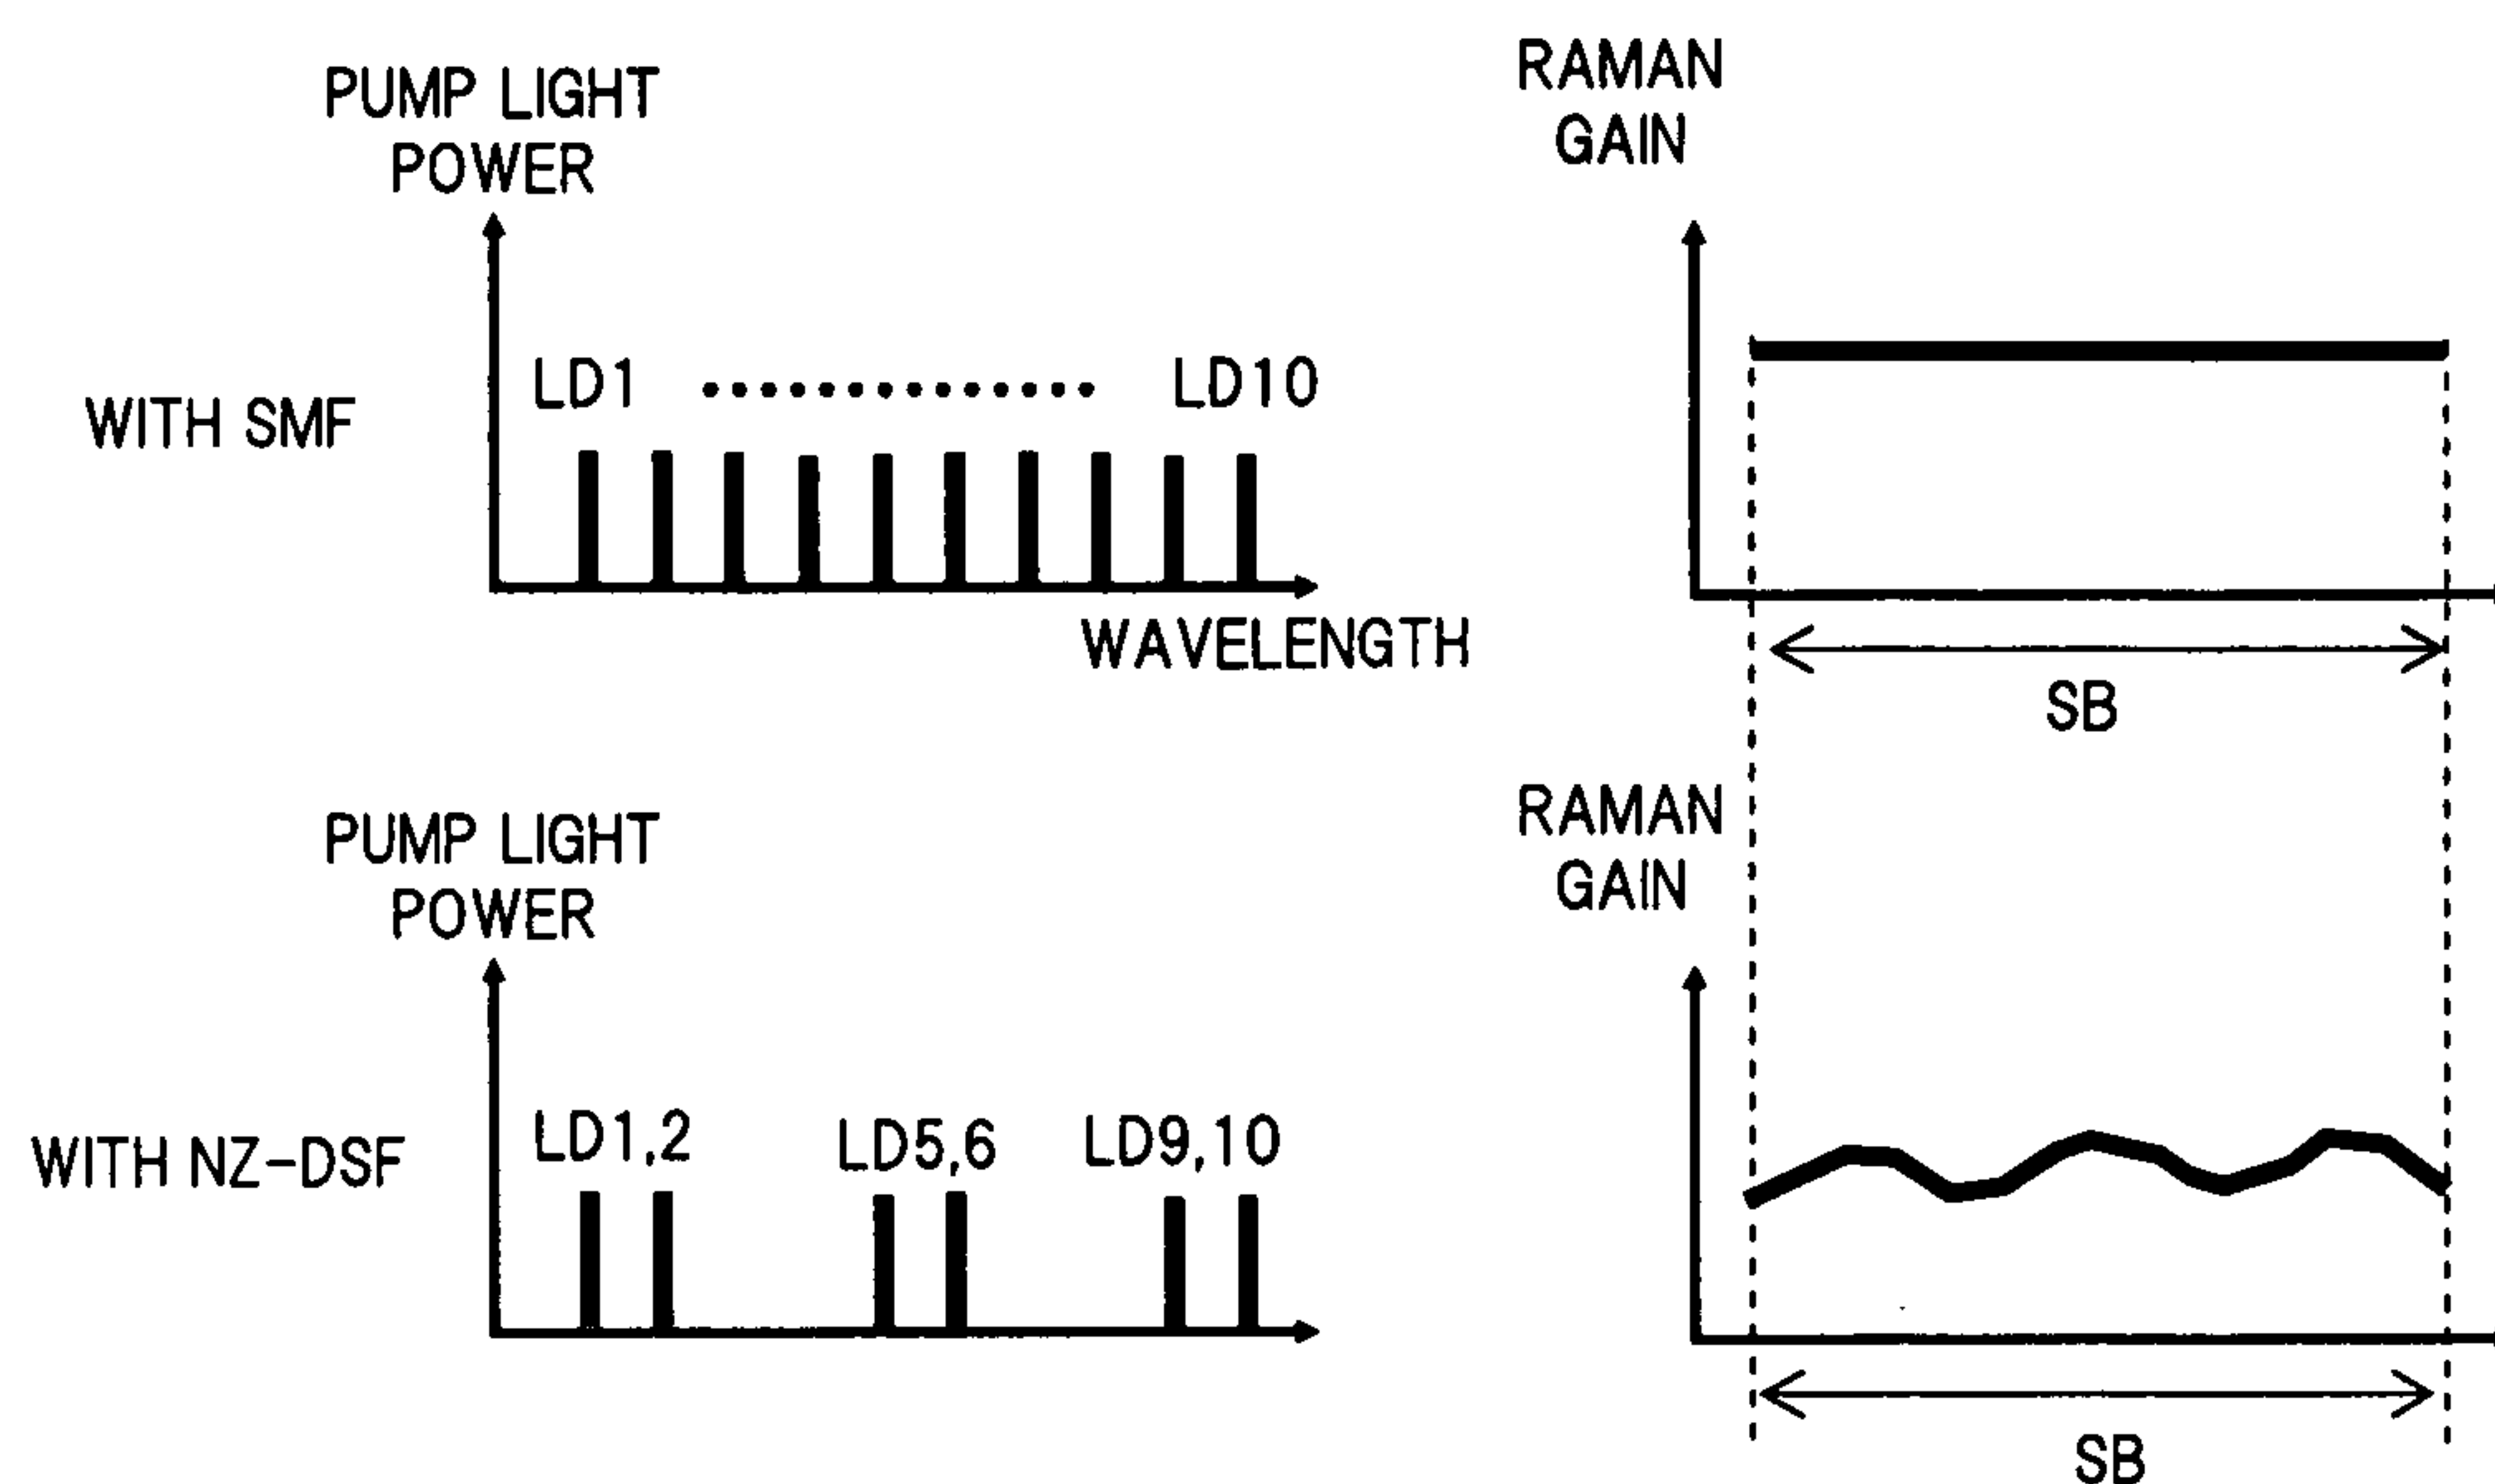 PUMP LIGHT
POWER
RAMAN
GAIN
WITH SMF
LD1 .............. LD10
WAVELENGTH
SB
PUMP LIGHT
POWER
RAMAN
GAIN
WITH NZ-DSF
LD1,2
LD5,6
LD9,10
SB